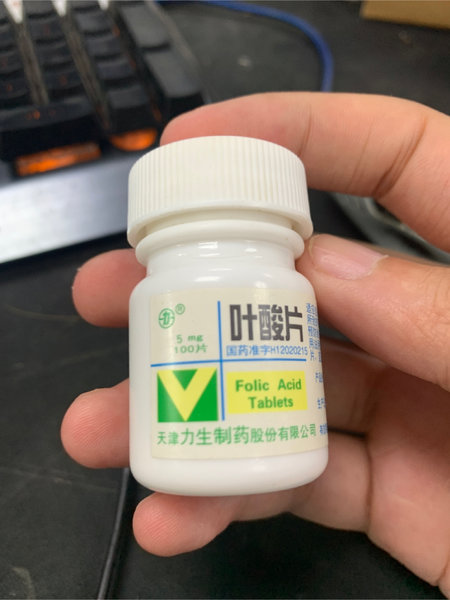 ®
叶酸片
5 mg
100片
国药准字H12020215
Folic Acid
Tablets
天津力生制药股份有限公司